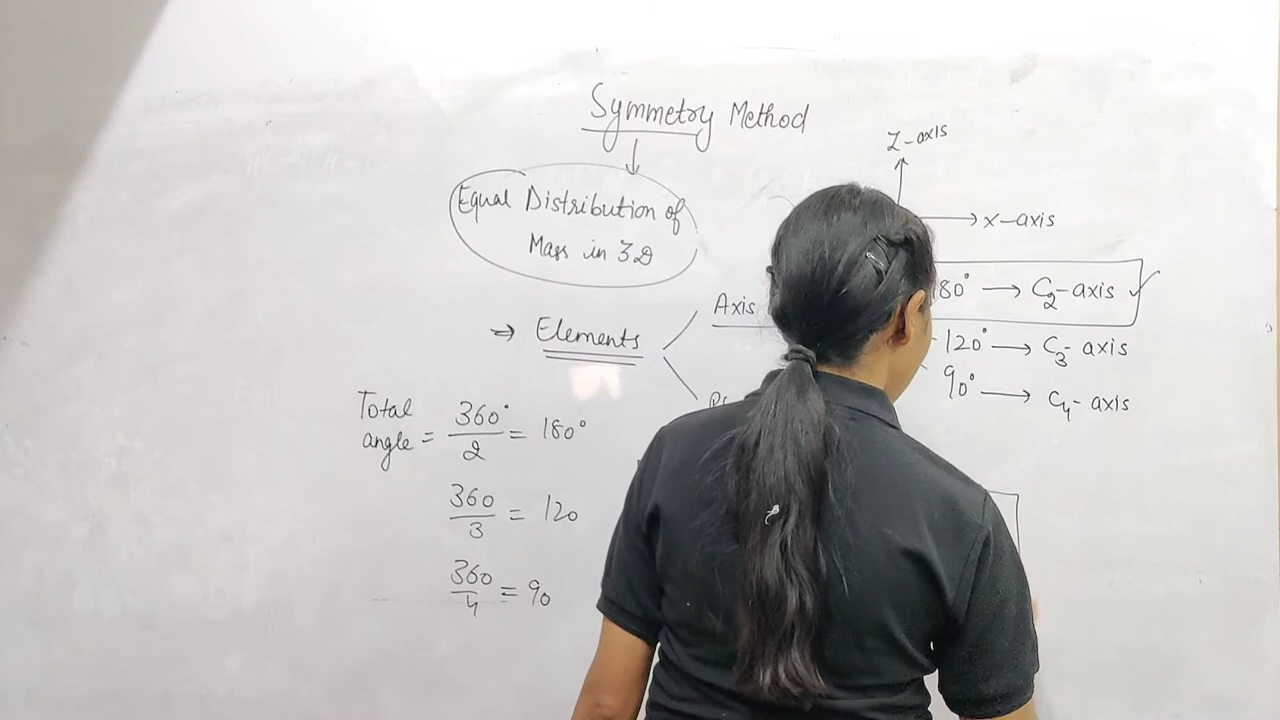 Symmetry Method
Z-axis
x-axis
Equal Distribution of
Mass in 3D
⇒ Elements
Axis
180° → C2-axis ✓
120° → C3-axis
90° → C4-axis
Total
angle = 360°/2 = 180°
360/3 = 120
360/4 = 90